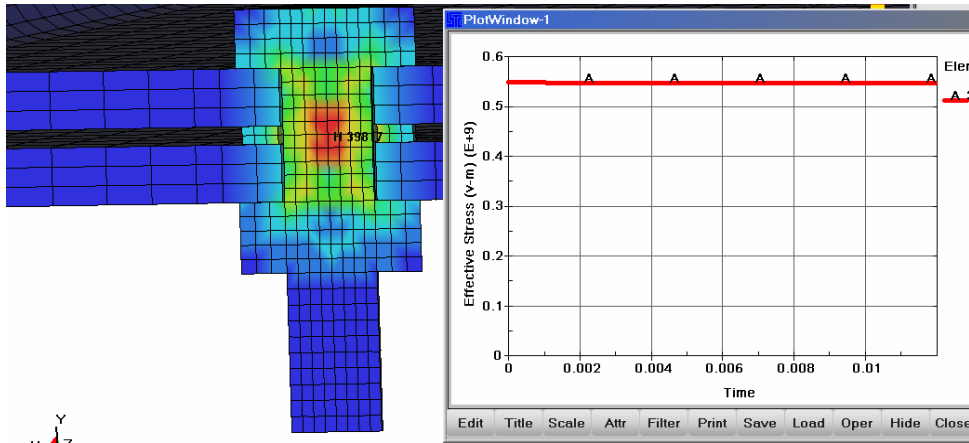 PlotWindow-1
H 39877
Effective Stress (v-m) (E+9)
0.6
0.5
0.4
0.3
0.2
0.1
0
A A A A A
0 0.002 0.004 0.006 0.008 0.01
Time
Elem
A
Edit Title Scale Attr Filter Print Save Load Oper Hide Close
Y